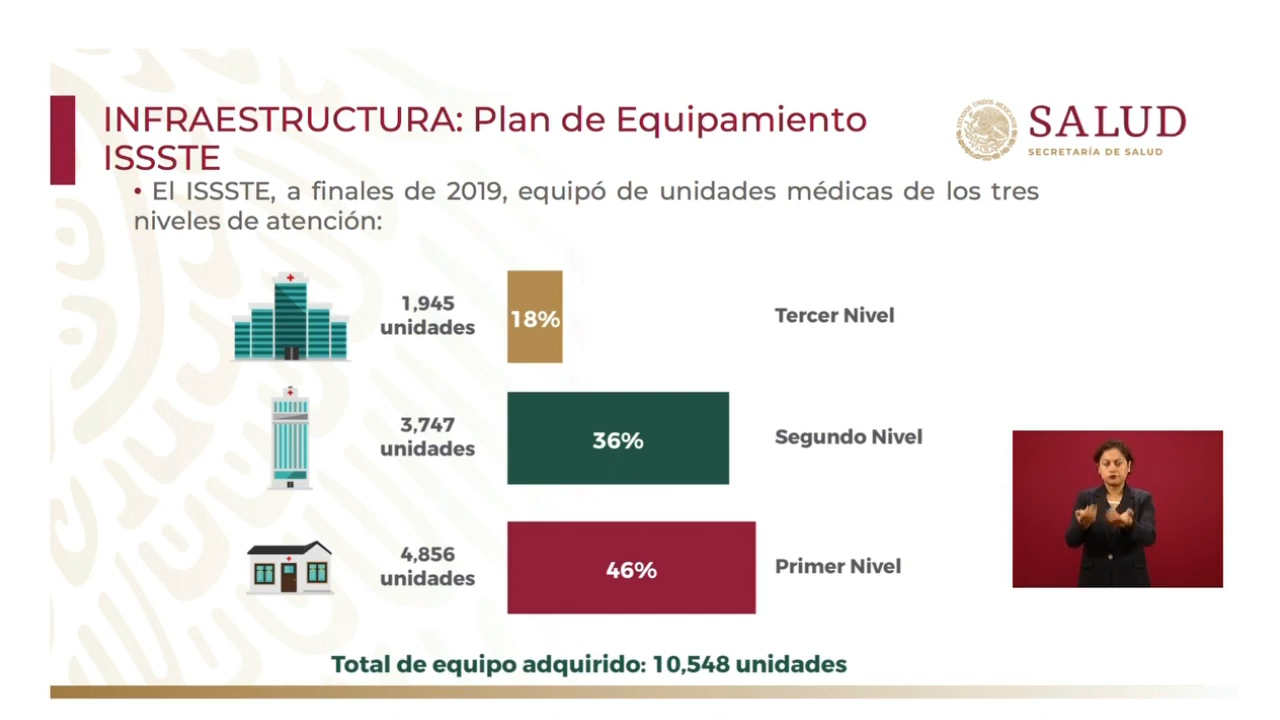 INFRAESTRUCTURA: Plan de Equipamiento
ISSSTE
SALUD
SECRETARÍA DE SALUD
• El ISSSTE, a finales de 2019, equipó de unidades médicas de los tres
niveles de atención:
1,945
unidades
18%
Tercer Nivel
3,747
unidades
36%
Segundo Nivel
4,856
unidades
46%
Primer Nivel
Total de equipo adquirido: 10,548 unidades